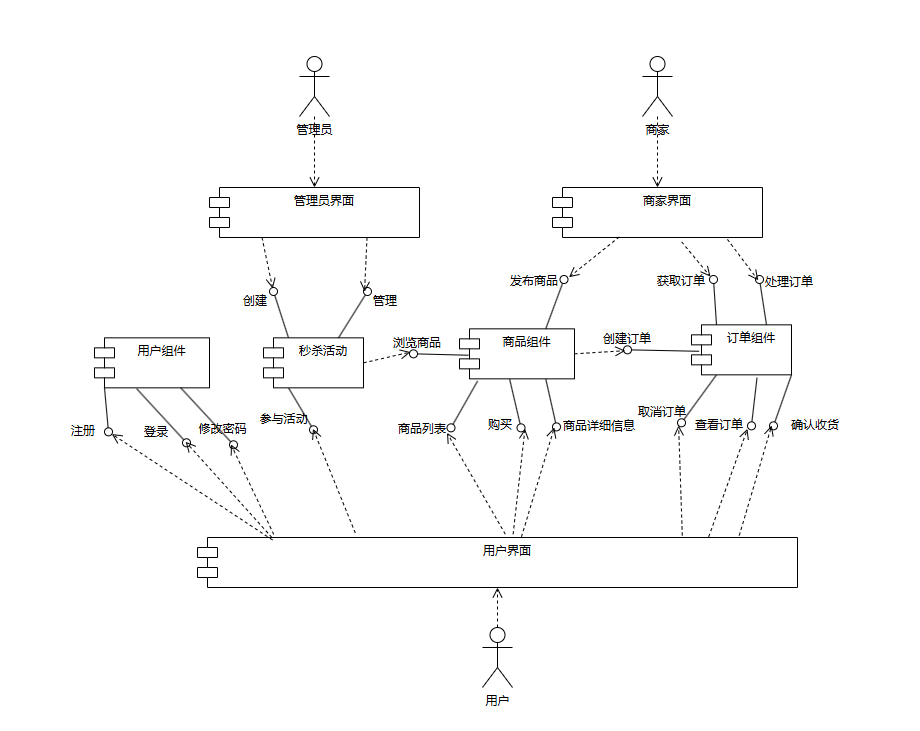 管理员
商家
管理员界面
商家界面
发布商品
获取订单
处理订单
创建
管理
用户组件
秒杀活动
浏览商品
商品组件
创建订单
订单组件
注册
登录
修改密码
参与活动
商品列表
购买
商品详细信息
取消订单
查看订单
确认收货
用户界面
用户